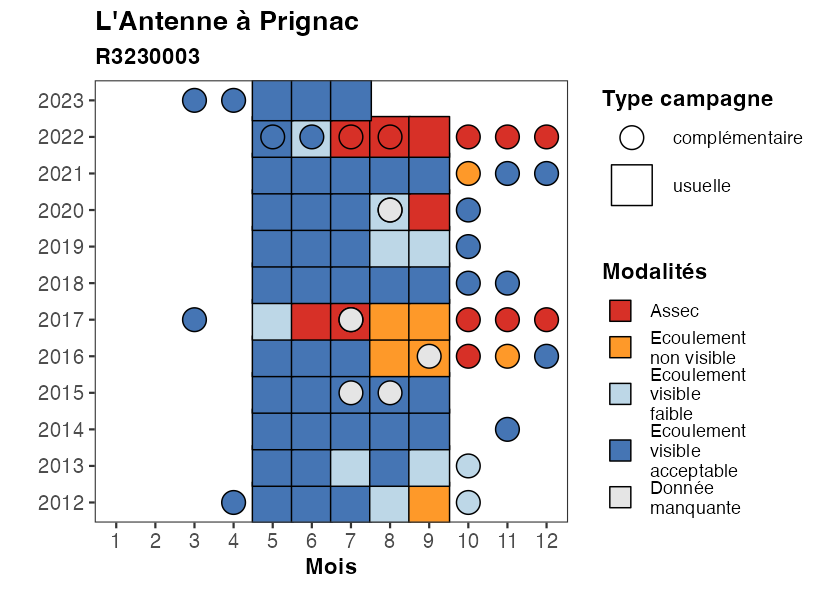 L'Antenne à Prignac
R3230003
2023
2022
2021
2020
2019
2018
2017
2016
2015
2014
2013
2012
1 2 3 4 5 6 7 8 9 10 11 12
Mois
Type campagne
complémentaire
usuelle
Modalités
Assec
Ecoulement
non visible
Ecoulement
visible
faible
Ecoulement
visible
acceptable
Donnée
manquante